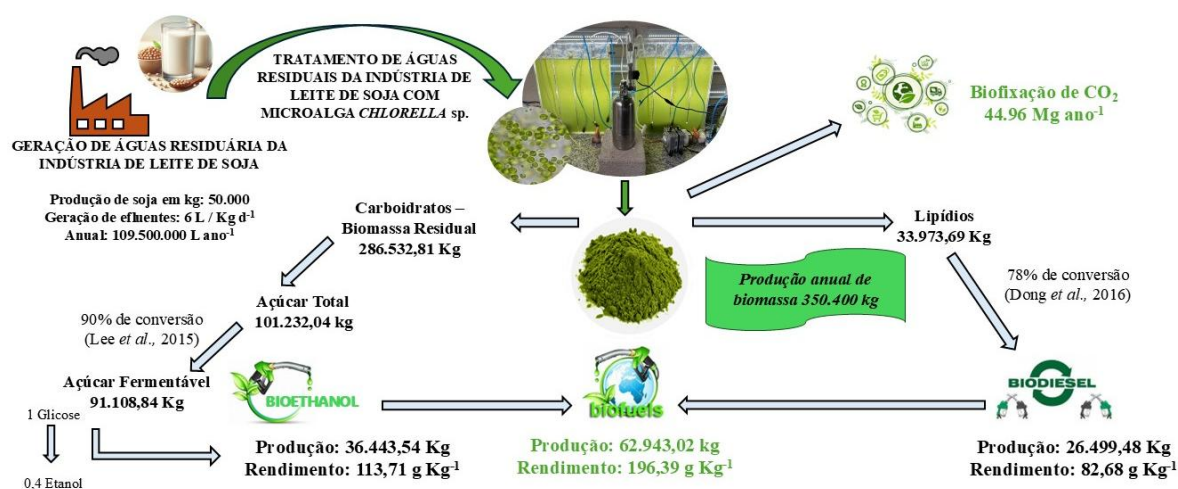 TRATAMENTO DE ÁGUAS
RESIDUAIS DA INDÚSTRIA DE
LEITE DE SOJA COM
MICROALGA CHLORELLA sp.
Biofixação de CO₂
44.96 Mg ano⁻¹
GERAÇÃO DE ÁGUAS RESIDUÁRIA DA
INDÚSTRIA DE LEITE DE SOJA
Produção de soja em kg: 50.000
Geração de efluentes: 6 L / Kg d⁻¹
Anual: 109.500.000 L ano⁻¹
Carboidratos –
Biomassa Residual
286.532,81 Kg
Lipídios
33.973,69 Kg
Produção anual de
biomassa 350.400 kg
78% de conversão
(Dong et al., 2016)
Açúcar Total
101.232,04 kg
90% de conversão
(Lee et al., 2015)
Açúcar Fermentável
91.108,84 Kg
BIOETHANOL
biofuels
BIODIESEL
1 Glicose
0,4 Etanol
Produção: 36.443,54 Kg
Rendimento: 113,71 g Kg⁻¹
Produção: 62.943,02 kg
Rendimento: 196,39 g Kg⁻¹
Produção: 26.499,48 Kg
Rendimento: 82,68 g Kg⁻¹